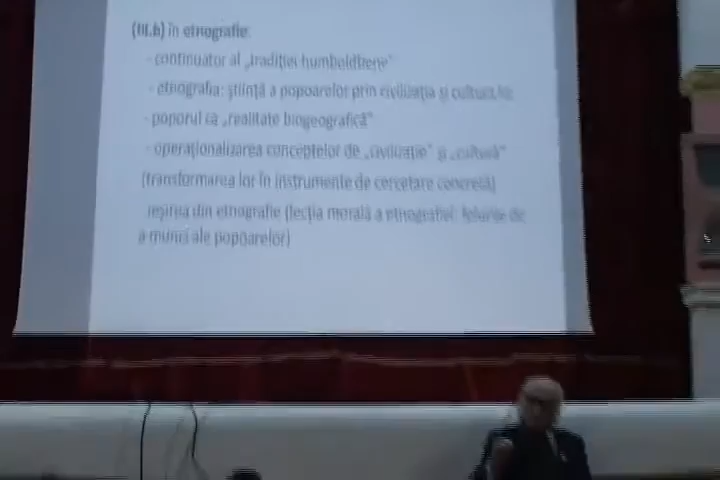 (III.b) în etnografie:
- continuator al „tradiției humboldtiene”
- etnografia: știință a popoarelor prin civilizația și cultura lor
- poporul ca „realitate biogeografică”
- operaționalizarea conceptelor de „civilizație” și „cultură”
(transformarea lor în instrumente de cercetare concretă)
ieșirea din etnografie (lecția morală a etnografiei: felurile de
a munci ale popoarelor)